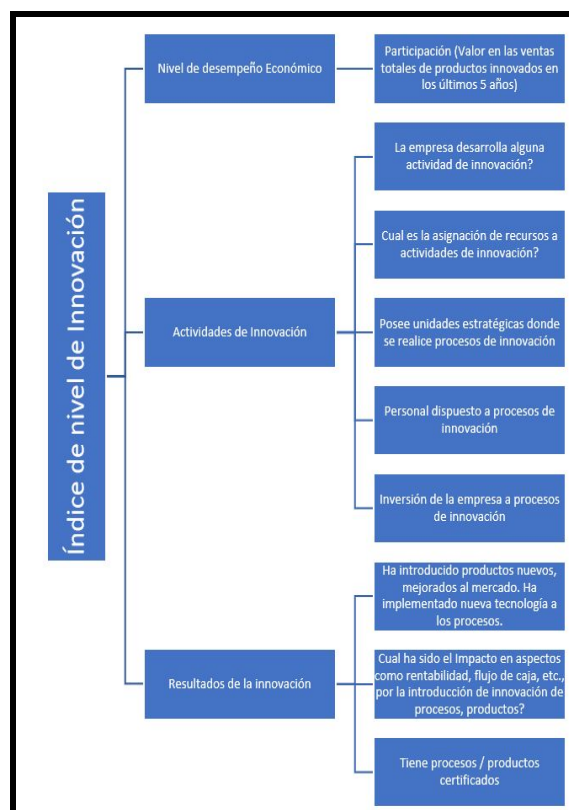 Índice de nivel de Innovación
Nivel de desempeño Económico
Participación (Valor en las ventas
totales de productos innovados en
los últimos 5 años)
Actividades de Innovación
La empresa desarrolla alguna
actividad de innovación?
Cual es la asignación de recursos a
actividades de innovación?
Posee unidades estratégicas donde
se realice procesos de innovación
Personal dispuesto a procesos de
innovación
Inversión de la empresa a procesos
de innovación
Resultados de la innovación
Ha introducido productos nuevos,
mejorados al mercado. Ha
implementado nueva tecnología a
los procesos.
Cual ha sido el Impacto en aspectos
como rentabilidad, flujo de caja, etc.,
por la introducción de innovación de
procesos, productos?
Tiene procesos / productos
certificados